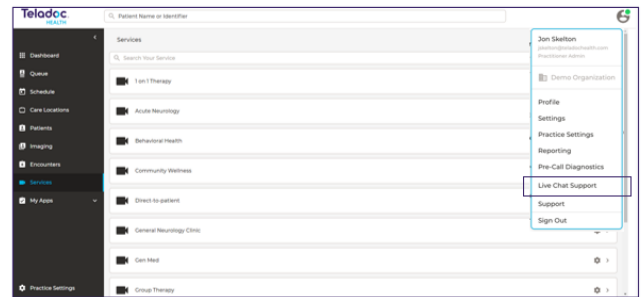 Teladoc
HEALTH
Patient Name or Identifier
Dashboard
Queue
Schedule
Care Locations
Patients
Imaging
Encounters
Services
My Apps
Practice Settings
Services
Search Your Service
1 on 1 Therapy
Acute Neurology
Behavioral Health
Community Wellness
Direct-to-patient
General Neurology Clinic
Gen Med
Group Therapy
Jon Skelton
Practitioner Admin
Demo Organization
Profile
Settings
Practice Settings
Reporting
Pre-Call Diagnostics
Live Chat Support
Support
Sign Out